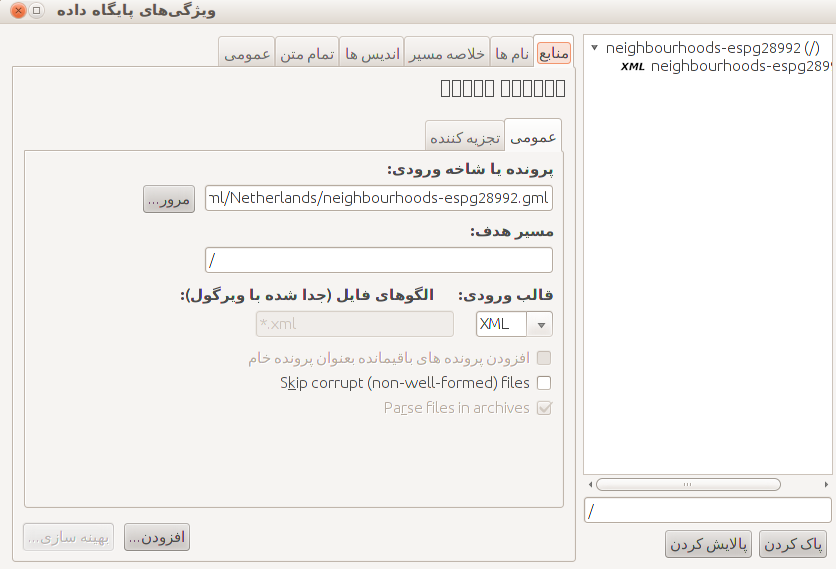 ویژگی‌های پایگاه داده
منابع
نام ها
خلاصه مسیر
اندیس ها
تمام متن
عمومی
عمومی
تجزیه کننده
پرونده یا شاخه ورودی:
ml/Netherlands/neighbourhoods-espg28992.gml
مرور...
مسیر هدف:
/
قالب ورودی:
الگوهای فایل (جدا شده با ویرگول):
XML
*.xml
افزودن پرونده های باقیمانده بعنوان پرونده خام
Skip corrupt (non-well-formed) files
Parse files in archives
افزودن...
بهینه سازی...
neighbourhoods-espg28992 (/)
XML neighbourhoods-espg2899
/
پاک کردن
پالایش کردن